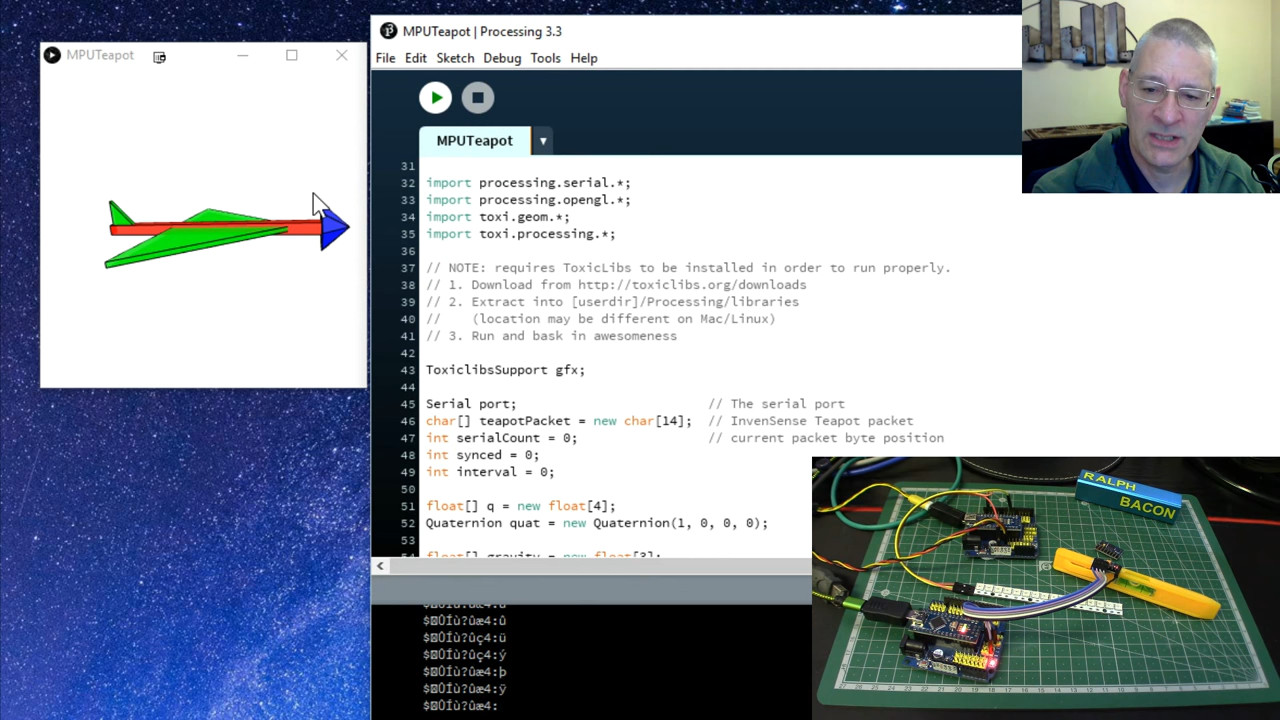 MPUTeapot
MPUTeapot | Processing 3.3
File Edit Sketch Debug Tools Help
MPUTeapot
31
32 import processing.serial.*;
33 import processing.opengl.*;
34 import toxi.geom.*;
35 import toxi.processing.*;
36
37 // NOTE: requires ToxicLibs to be installed in order to run properly.
38 // 1. Download from http://toxiclibs.org/downloads
39 // 2. Extract into [userdir]/Processing/libraries
40 //    (location may be different on Mac/Linux)
41 // 3. Run and bask in awesomeness
42
43 ToxiclibsSupport gfx;
44
45 Serial port;                         // The serial port
46 char[] teapotPacket = new char[14];  // InvenSense Teapot packet
47 int serialCount = 0;                 // current packet byte position
48 int synced = 0;
49 int interval = 0;
50
51 float[] q = new float[4];
52 Quaternion quat = new Quaternion(1, 0, 0, 0);
53
54 float[] gravity = new float[3];
RALPH
BACON